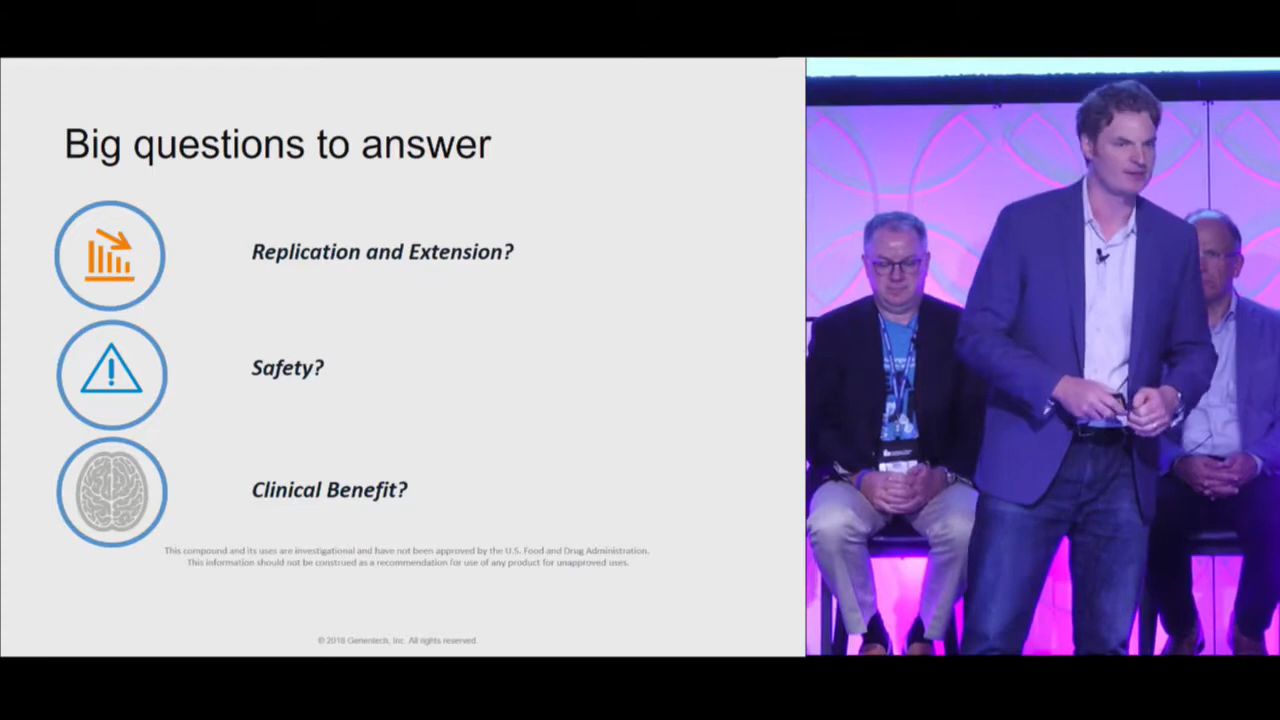 Big questions to answer
Replication and Extension?
Safety?
Clinical Benefit?
This compound and its uses are investigational and have not been approved by the U.S. Food and Drug Administration.
This information should not be construed as a recommendation for use of any product for unapproved uses.
© 2018 Genentech, Inc. All rights reserved.